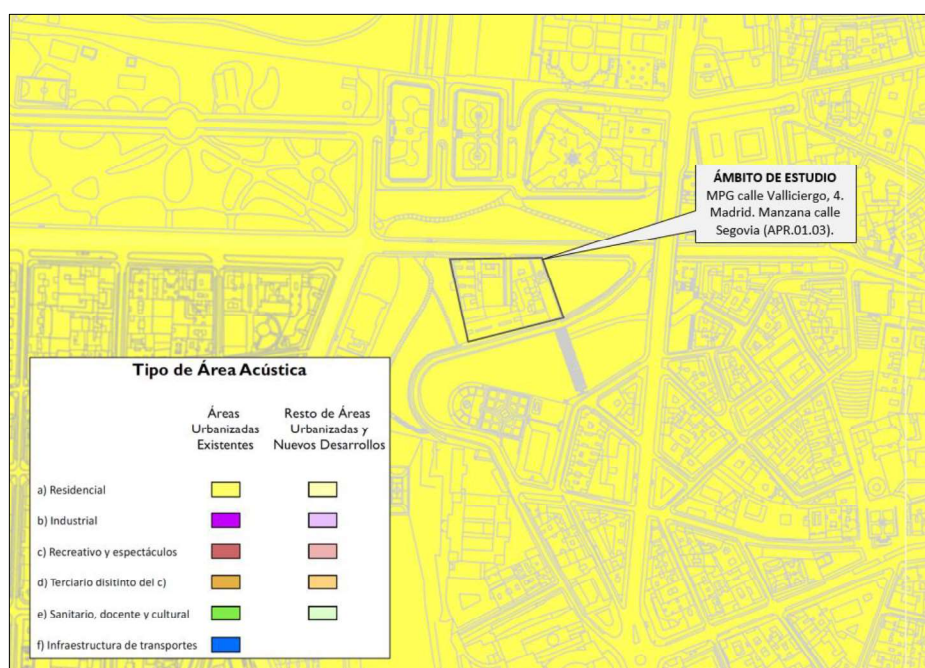 ÁMBITO DE ESTUDIO
MPG calle Valliciergo, 4.
Madrid. Manzana calle
Segovia (APR.01.03).
Tipo de Área Acústica
Áreas
Urbanizadas
Existentes
Resto de Áreas
Urbanizadas y
Nuevos Desarrollos
a) Residencial
b) Industrial
c) Recreativo y espectáculos
d) Terciario disitinto del c)
e) Sanitario, docente y cultural
f) Infraestructura de transportes